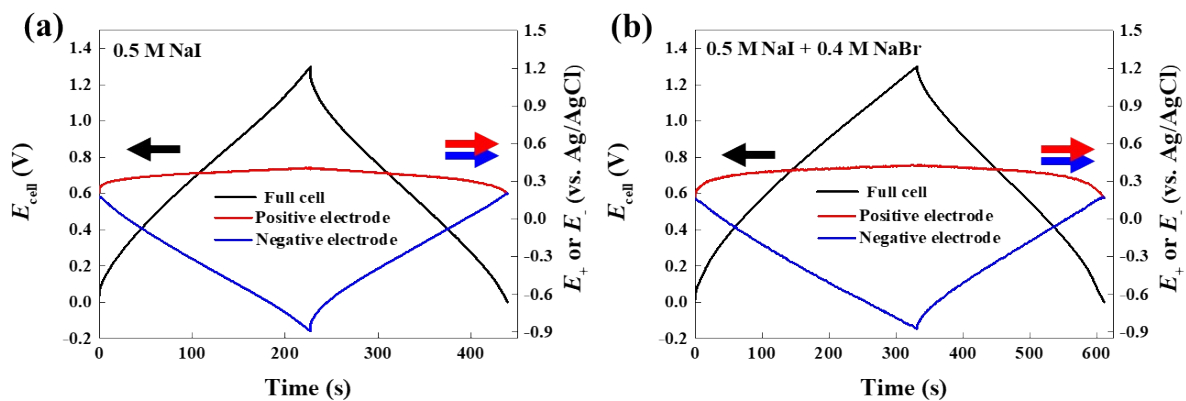 (a)
0.5 M NaI
1.4
1.2
1.0
0.8
0.6
0.4
0.2
0.0
-0.2
E_cell (V)
Full cell
Positive electrode
Negative electrode
1.5
1.2
0.9
0.6
0.3
0.0
-0.3
-0.6
-0.9
E_+ or E_- (vs. Ag/AgCl)
0 100 200 300 400
Time (s)
(b)
0.5 M NaI + 0.4 M NaBr
1.4
1.2
1.0
0.8
0.6
0.4
0.2
0.0
-0.2
E_cell (V)
Full cell
Positive electrode
Negative electrode
1.5
1.2
0.9
0.6
0.3
0.0
-0.3
-0.6
-0.9
E_+ or E_- (vs. Ag/AgCl)
0 100 200 300 400 500 600
Time (s)